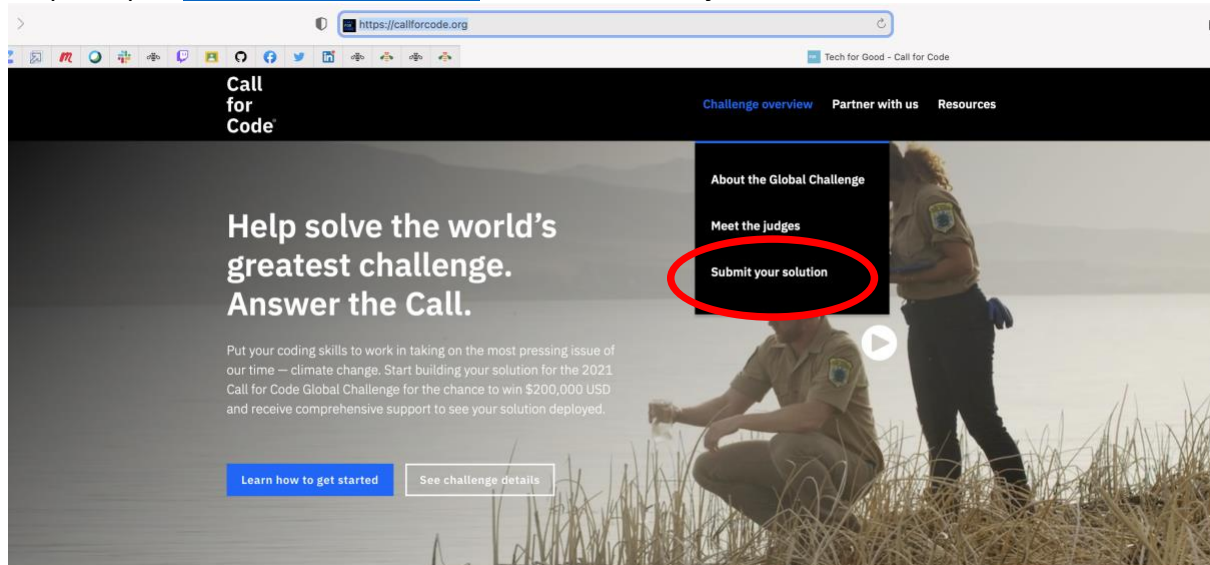 https://callforcode.org
Tech for Good - Call for Code
Call
for
Code
Challenge overview Partner with us Resources
About the Global Challenge
Meet the judges
Submit your solution
Help solve the world’s
greatest challenge.
Answer the Call.
Put your coding skills to work in taking on the most pressing issue of
our time — climate change. Start building your solution for the 2021
Call for Code Global Challenge for the chance to win $200,000 USD
and receive comprehensive support to see your solution deployed.
Learn how to get started See challenge details